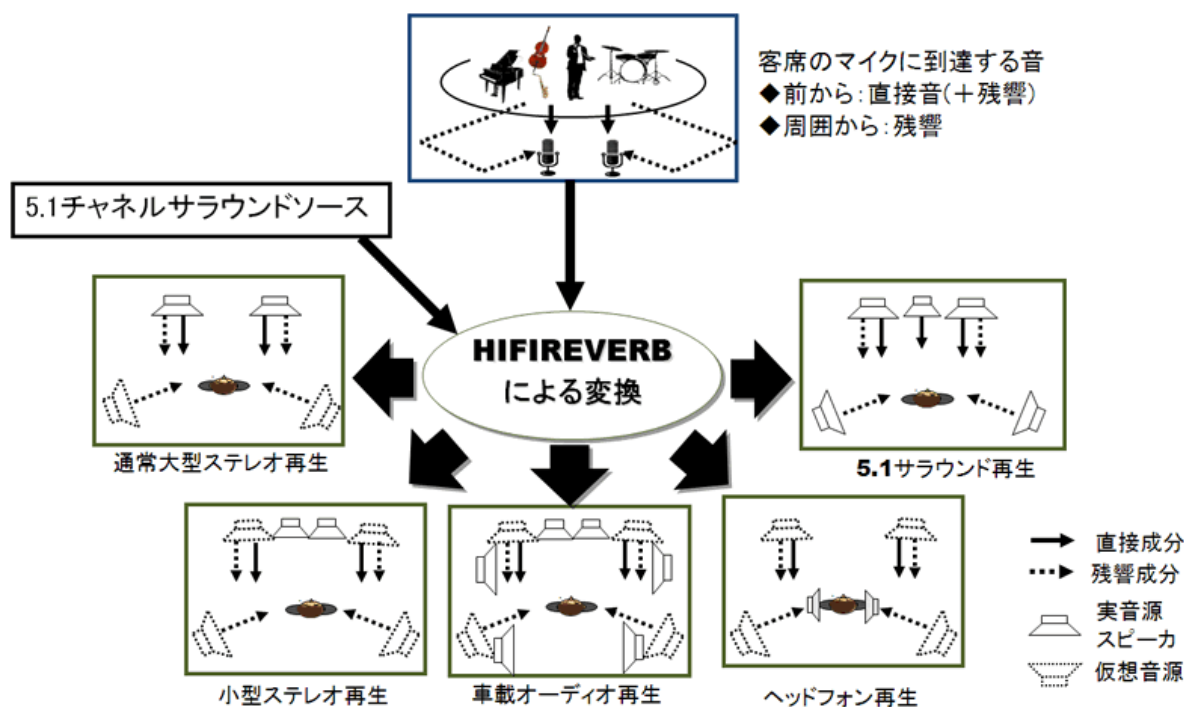 客席のマイクに到達する音
◆前から：直接音(＋残響)
◆周囲から：残響
5.1チャネルサラウンドソース
HIFIREVERB
による変換
通常大型ステレオ再生
5.1サラウンド再生
小型ステレオ再生
車載オーディオ再生
ヘッドフォン再生
直接成分
残響成分
実音源
スピーカ
仮想音源